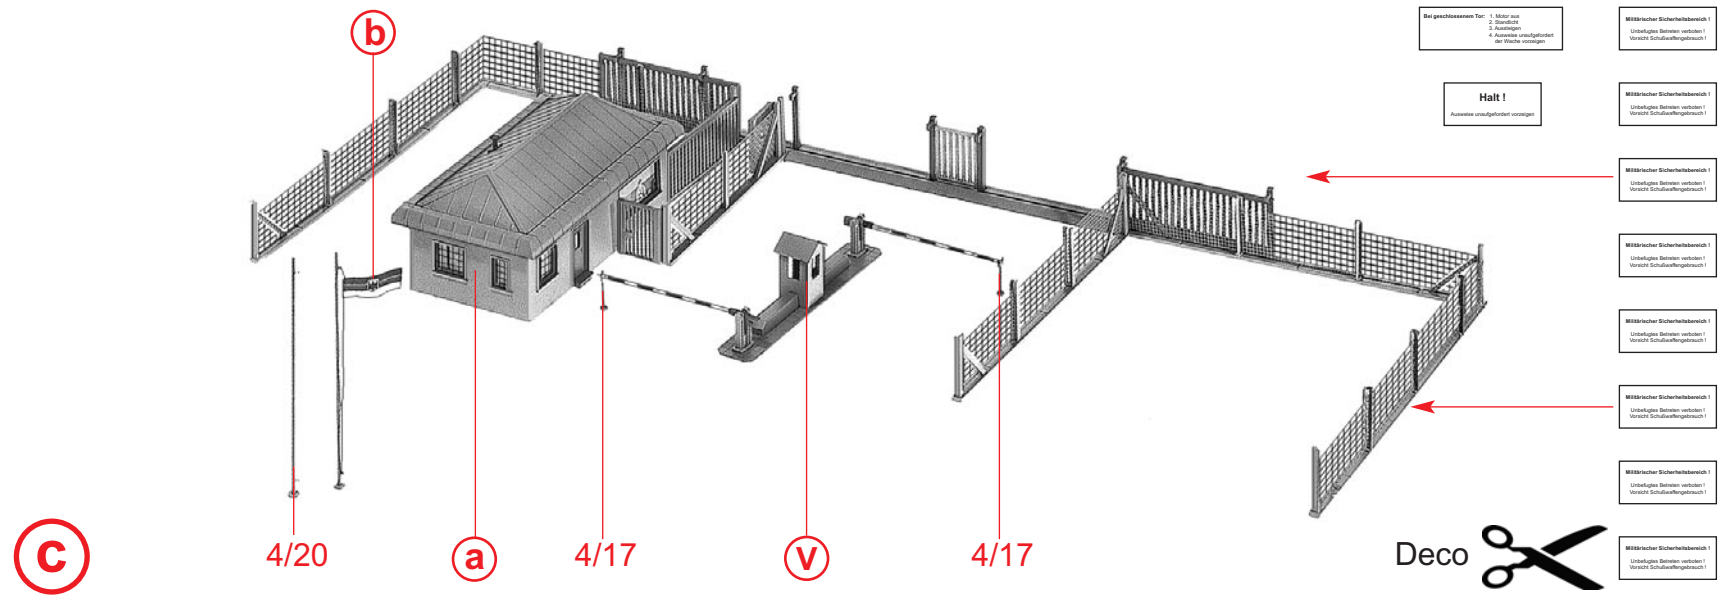 b
Bei geschlossenem Tor: 1. Motor aus
2. Standlicht
3. Aussteigen
4. Ausweise unaufgefordert
der Wache vorzeigen
Halt !
Ausweise unaufgefordert vorzeigen
Militärischer Sicherheitsbereich !
Unbefugtes Betreten verboten !
Vorsicht Schußwaffengebrauch !
Militärischer Sicherheitsbereich !
Unbefugtes Betreten verboten !
Vorsicht Schußwaffengebrauch !
Militärischer Sicherheitsbereich !
Unbefugtes Betreten verboten !
Vorsicht Schußwaffengebrauch !
Militärischer Sicherheitsbereich !
Unbefugtes Betreten verboten !
Vorsicht Schußwaffengebrauch !
Militärischer Sicherheitsbereich !
Unbefugtes Betreten verboten !
Vorsicht Schußwaffengebrauch !
Militärischer Sicherheitsbereich !
Unbefugtes Betreten verboten !
Vorsicht Schußwaffengebrauch !
Militärischer Sicherheitsbereich !
Unbefugtes Betreten verboten !
Vorsicht Schußwaffengebrauch !
Militärischer Sicherheitsbereich !
Unbefugtes Betreten verboten !
Vorsicht Schußwaffengebrauch !
c
4/20
a
4/17
V
4/17
Deco